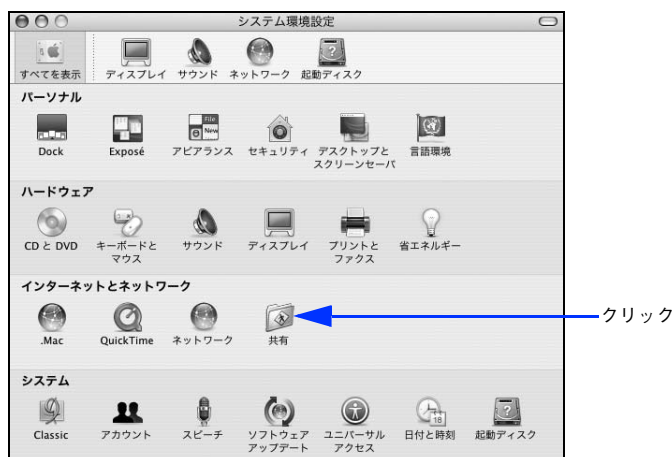 システム環境設定
すべてを表示 ディスプレイ サウンド ネットワーク 起動ディスク
パーソナル
File
New
Dock Exposé アピアランス セキュリティ デスクトップと 言語環境
スクリーンセーバ
ハードウェア
CD と DVD キーボードと サウンド ディスプレイ プリントと 省エネルギー
マウス ファクス
インターネットとネットワーク
.Mac QuickTime ネットワーク 共有
クリック
システム
18
Classic アカウント スピーチ ソフトウェア ユニバーサル 日付と時刻 起動ディスク
アップデート アクセス